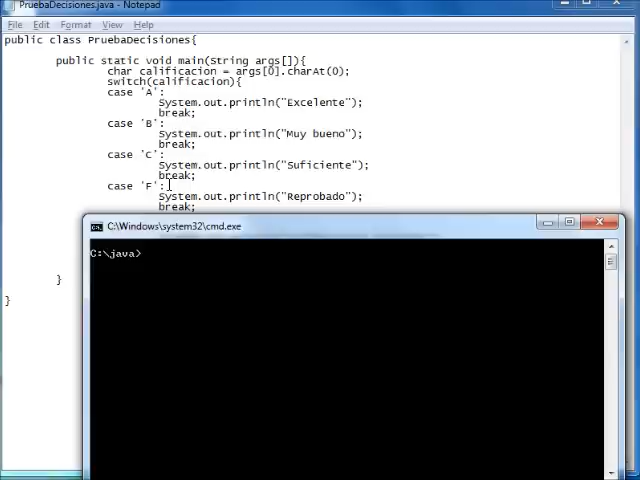 PruebaDecisiones.java - Notepad
File Edit Format View Help
public class PruebaDecisiones{
public static void main(String args[]){
char calificacion = args[0].charAt(0);
switch(calificacion){
case 'A':
System.out.println("Excelente");
break;
case 'B':
System.out.println("Muy bueno");
break;
case 'C':
System.out.println("Suficiente");
break;
case 'F':
System.out.println("Reprobado");
break;
C:\Windows\system32\cmd.exe
C:\java>
}
}